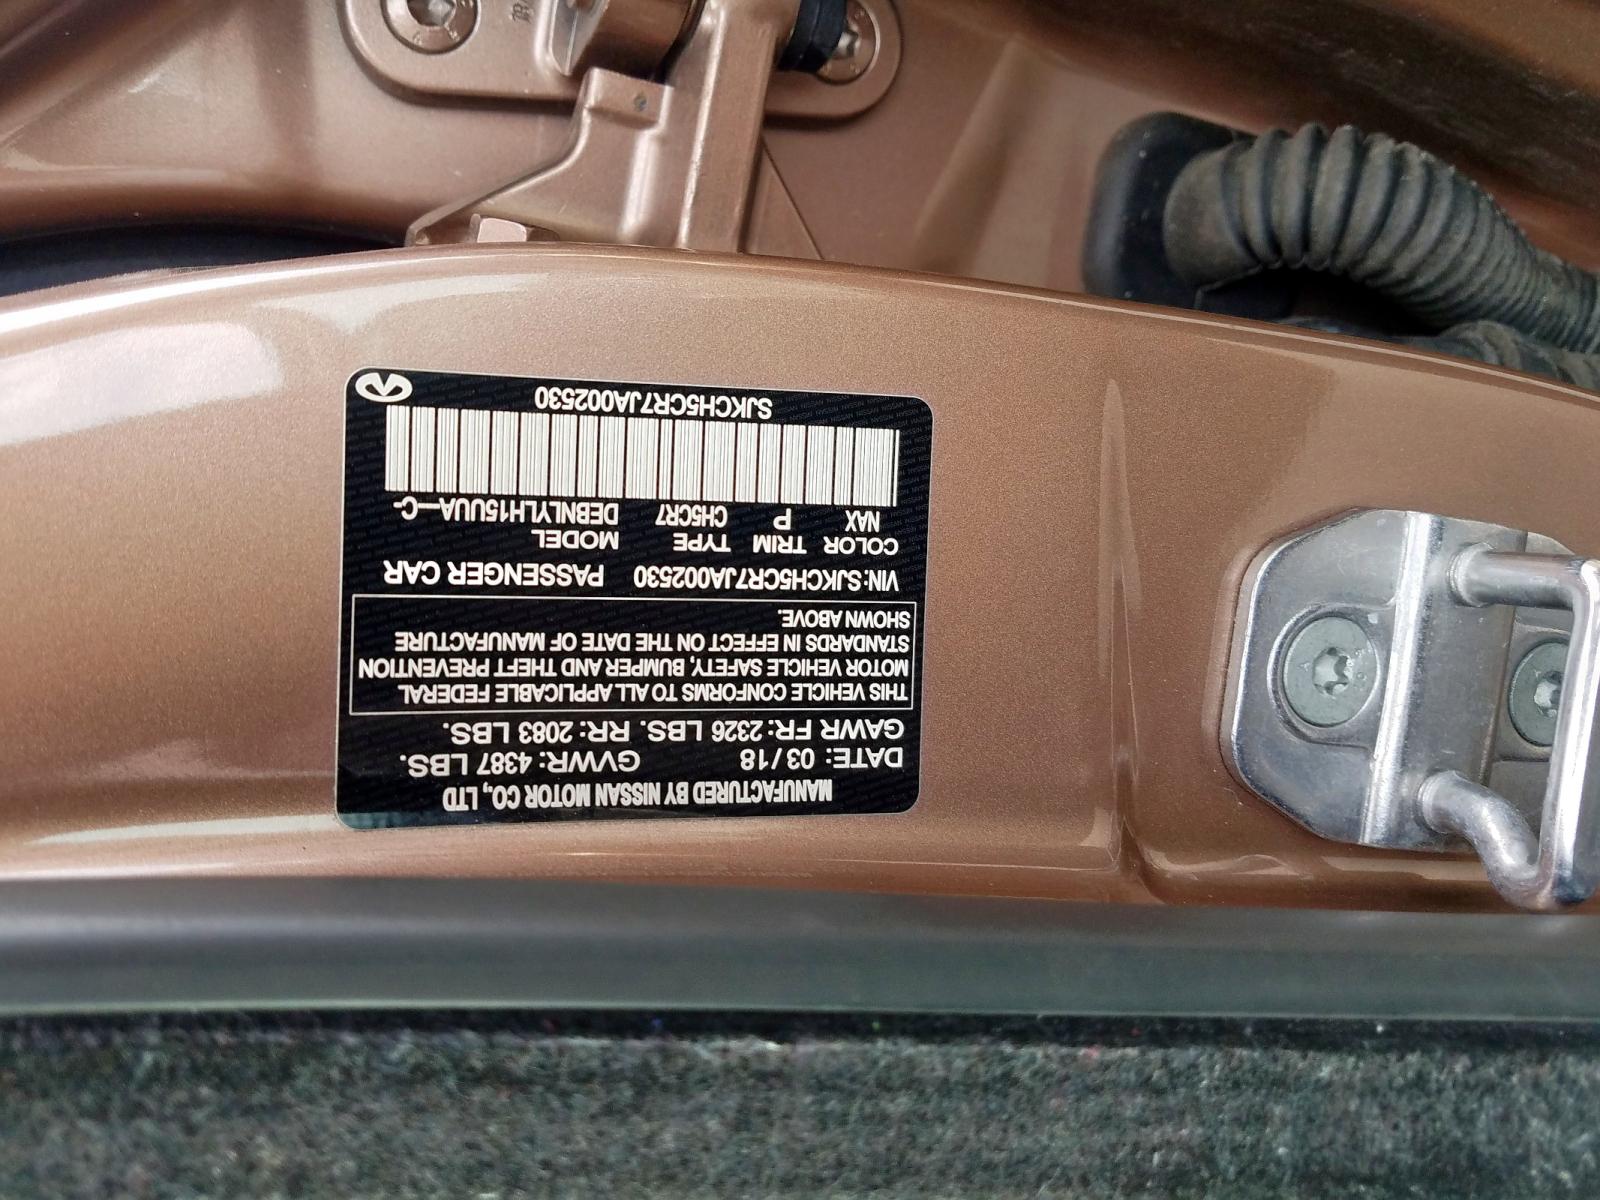 MANUFACTURED BY NISSAN MOTOR CO., LTD
DATE: 03/18 GVWR: 4387 LBS.
GAWR FR: 2326 LBS. RR: 2083 LBS.
THIS VEHICLE CONFORMS TO ALL APPLICABLE FEDERAL
MOTOR VEHICLE SAFETY, BUMPER AND THEFT PREVENTION
STANDARDS IN EFFECT ON THE DATE OF MANUFACTURE
SHOWN ABOVE.
VIN: SJKCH5CR7JA002530 PASSENGER CAR
COLOR TRIM TYPE MODEL
NAX P CH5CR7 DEBNLYLH15UUA-C-
SJKCH5CR7JA002530